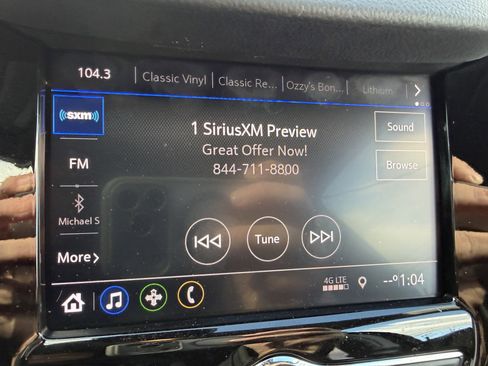 104.3 Classic Vinyl Classic Re... Ozzy's Bon... Lithium
((sxm))
1 SiriusXM Preview
Sound
Great Offer Now!
FM
844-711-8800
Browse
Michael S
More
Tune
4G LTE
--° 1:04